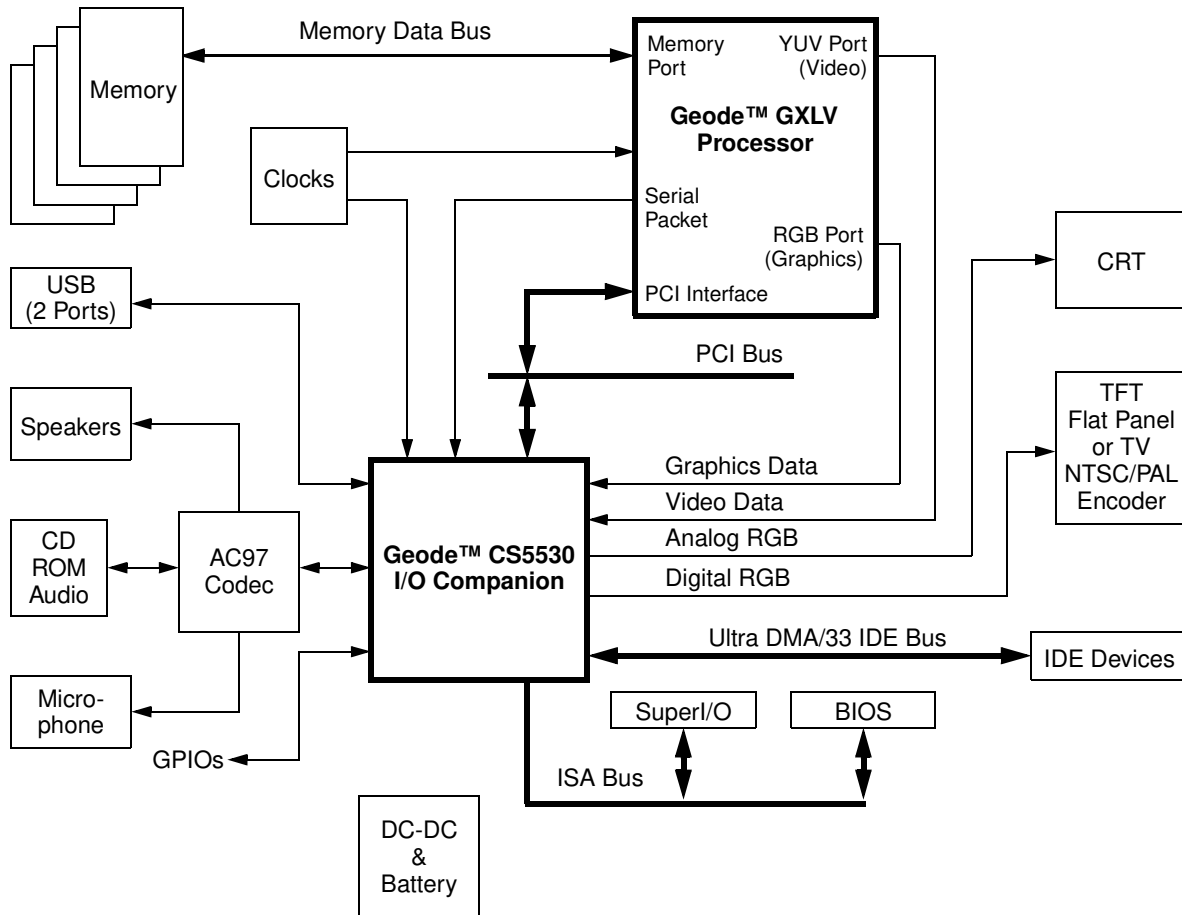 Memory Data Bus
Memory
Memory
Port
YUV Port
(Video)
Geode™ GXLV
Processor
Clocks
Serial
Packet
RGB Port
(Graphics)
PCI Interface
CRT
USB
(2 Ports)
PCI Bus
TFT
Flat Panel
or TV
NTSC/PAL
Encoder
Speakers
Graphics Data
Video Data
Analog RGB
Digital RGB
Geode™ CS5530
I/O Companion
CD
ROM
Audio
AC97
Codec
Ultra DMA/33 IDE Bus
IDE Devices
Micro-
phone
SuperI/O
BIOS
GPIOs
ISA Bus
DC-DC
&
Battery